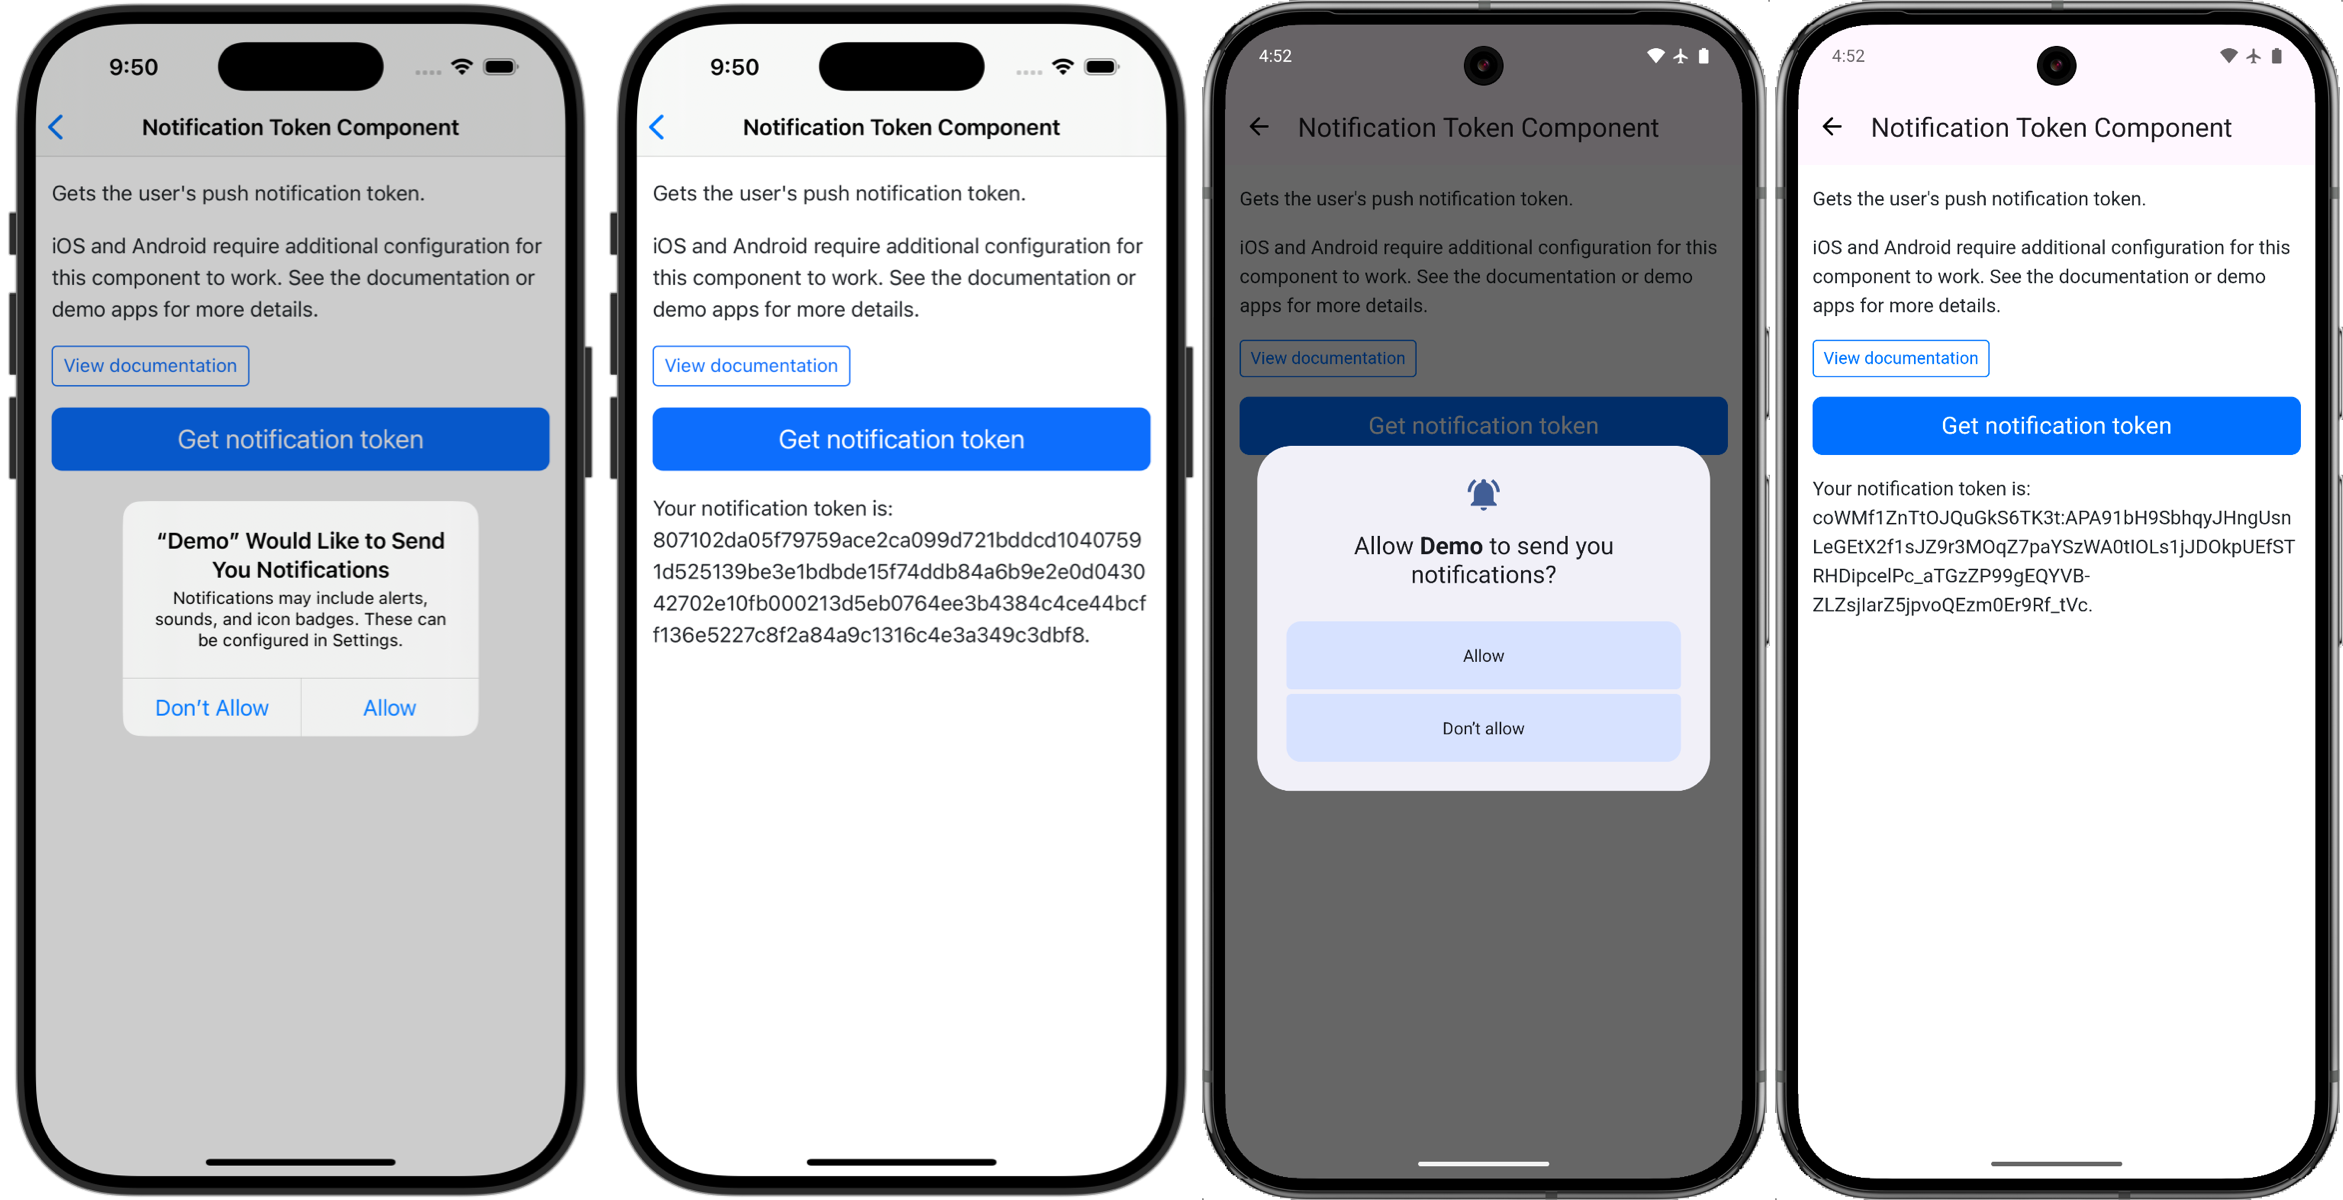 9:50
Notification Token Component
Gets the user's push notification token.
iOS and Android require additional configuration for
this component to work. See the documentation or
demo apps for more details.
View documentation
Get notification token
“Demo” Would Like to Send
You Notifications
Notifications may include alerts,
sounds, and icon badges. These can
be configured in Settings.
Don’t Allow
Allow
9:50
Notification Token Component
Gets the user's push notification token.
iOS and Android require additional configuration for
this component to work. See the documentation or
demo apps for more details.
View documentation
Get notification token
Your notification token is:
807102da05f79759ace2ca099d721bddcd1040759
1d525139be3e1bdbde15f74ddb84a6b9e2e0d0430
42702e10fb000213d5eb0764ee3b4384c4ce44bcf
f136e5227c8f2a84a9c1316c4e3a349c3dbf8.
4:52
Notification Token Component
Gets the user's push notification token.
iOS and Android require additional configuration for this
component to work. See the documentation or demo
apps for more details.
View documentation
Get notification token
Allow Demo to send you
notifications?
Allow
Don’t allow
4:52
Notification Token Component
Gets the user's push notification token.
iOS and Android require additional configuration for this
component to work. See the documentation or demo
apps for more details.
View documentation
Get notification token
Your notification token is:
coWMf1ZnTtOJQuGkS6TK3t:APA91bH9SbhqyJHngUsn
LeGEtX2f1sJZ9r3MOqZ7paYSzWA0tIOLs1jJDOkpUEfST
RHDipcelPc_aTGzZP99gEQYVB-
ZLZsjIarZ5jpvoQEzm0Er9Rf_tVc.